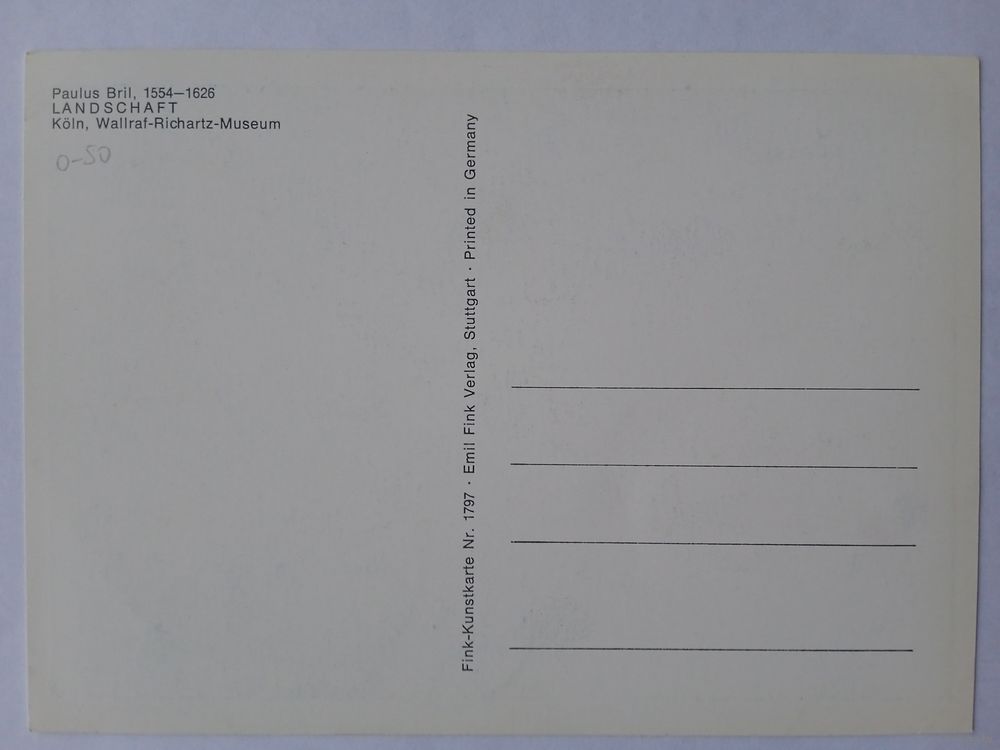 Paulus Bril, 1554—1626
LANDSCHAFT
Köln, Wallraf-Richartz-Museum
0-50
Fink-Kunstkarte Nr. 1797 · Emil Fink Verlag, Stuttgart · Printed in Germany